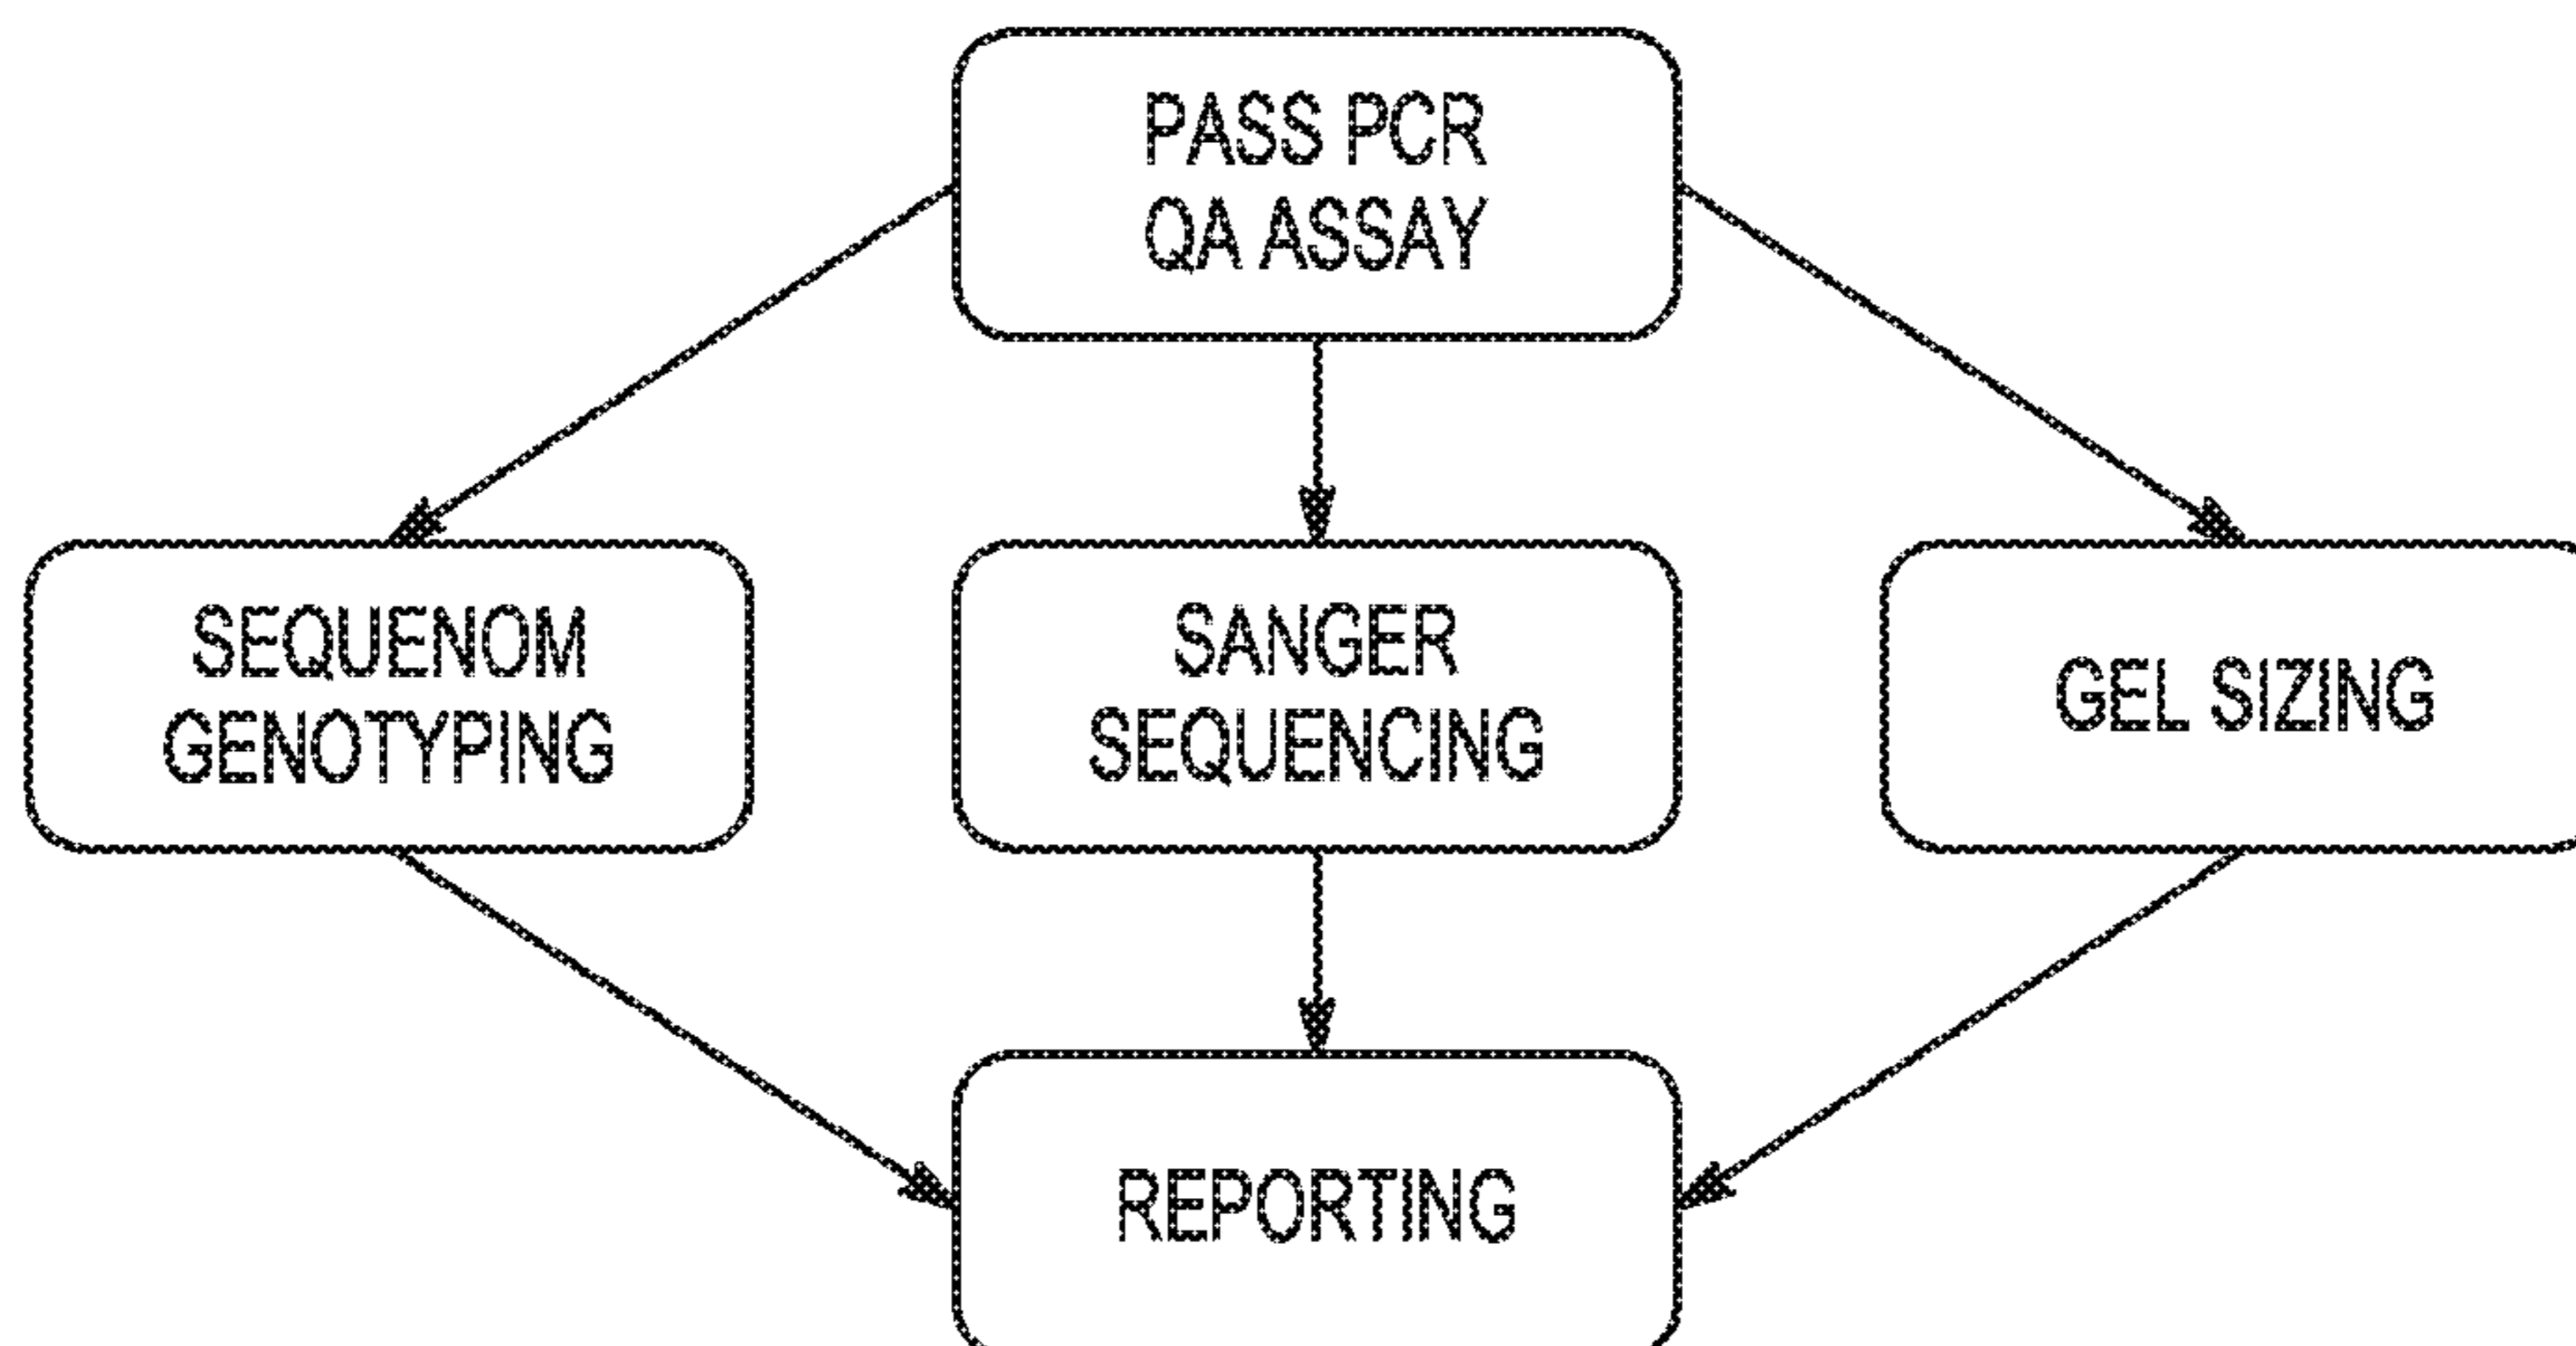 PASS PCR
QA ASSAY
SEQUENOM
GENOTYPING
SANGER
SEQUENCING
GEL SIZING
REPORTING